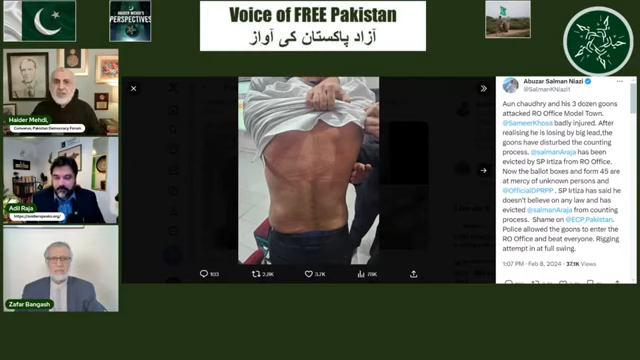 Voice of FREE Pakistan
آزاد پاکستان کی آواز
HAIDER MEHDI'S
PERSPECTIVES
Haider Mehdi,
Convenor, Pakistan Democracy Forum
Adil Raja
https://soldierspeaks.org/
Zafar Bangash
Abuzar Salman Niazi
@SalmanKNiazi1
Aun chaudhry and his 3 dozen goons
attacked RO Office Model Town.
@SameerKhosa badly injured. After
realising he is losing by big lead,the
goons have disturbed the counting
process. @salmanAraja has been
evicted by SP Irtiza from RO Office.
Now the ballot boxes and form 45 are
at mercy of unknown persons and
@OfficialDPRPP . SP Irtiza has said he
doesn't believe on any law and has
evicted @salmanAraja from counting
process. Shame on @ECP_Pakistan.
Police allowed the goons to enter the
RO Office and beat everyone. Rigging
attempt in at full swing.
1:07 PM · Feb 8, 2024 · 37.1K Views
103
2.8K
3.7K
78K